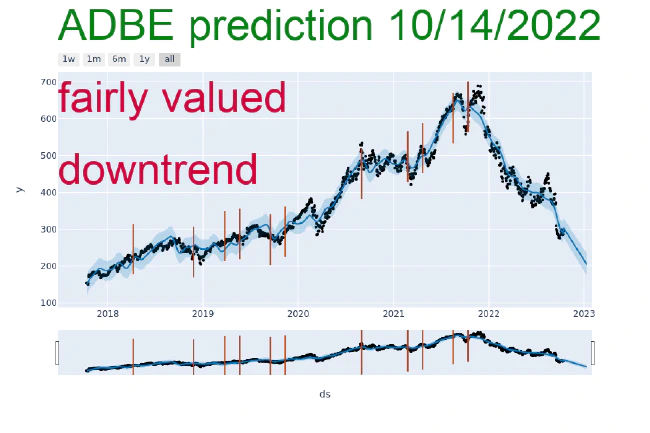 ADBE prediction 10/14/2022
1w 1m 6m 1y all
fairly valued
downtrend
y
700
600
500
400
300
200
100
2018 2019 2020 2021 2022 2023
ds